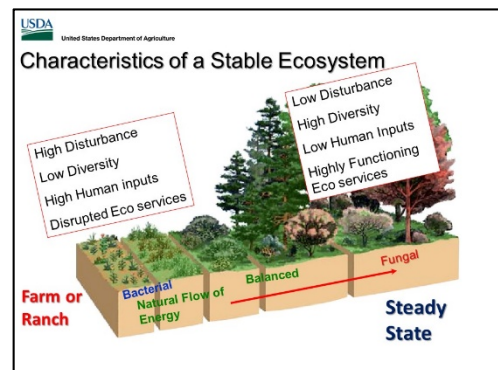 USDA
United States Department of Agriculture
Characteristics of a Stable Ecosystem
High Disturbance
Low Diversity
High Human inputs
Disrupted Eco services
Low Disturbance
High Diversity
Low Human Inputs
Highly Functioning
Eco services
Farm or
Ranch
Bacterial
Natural Flow of
Energy
Balanced
Fungal
Steady
State